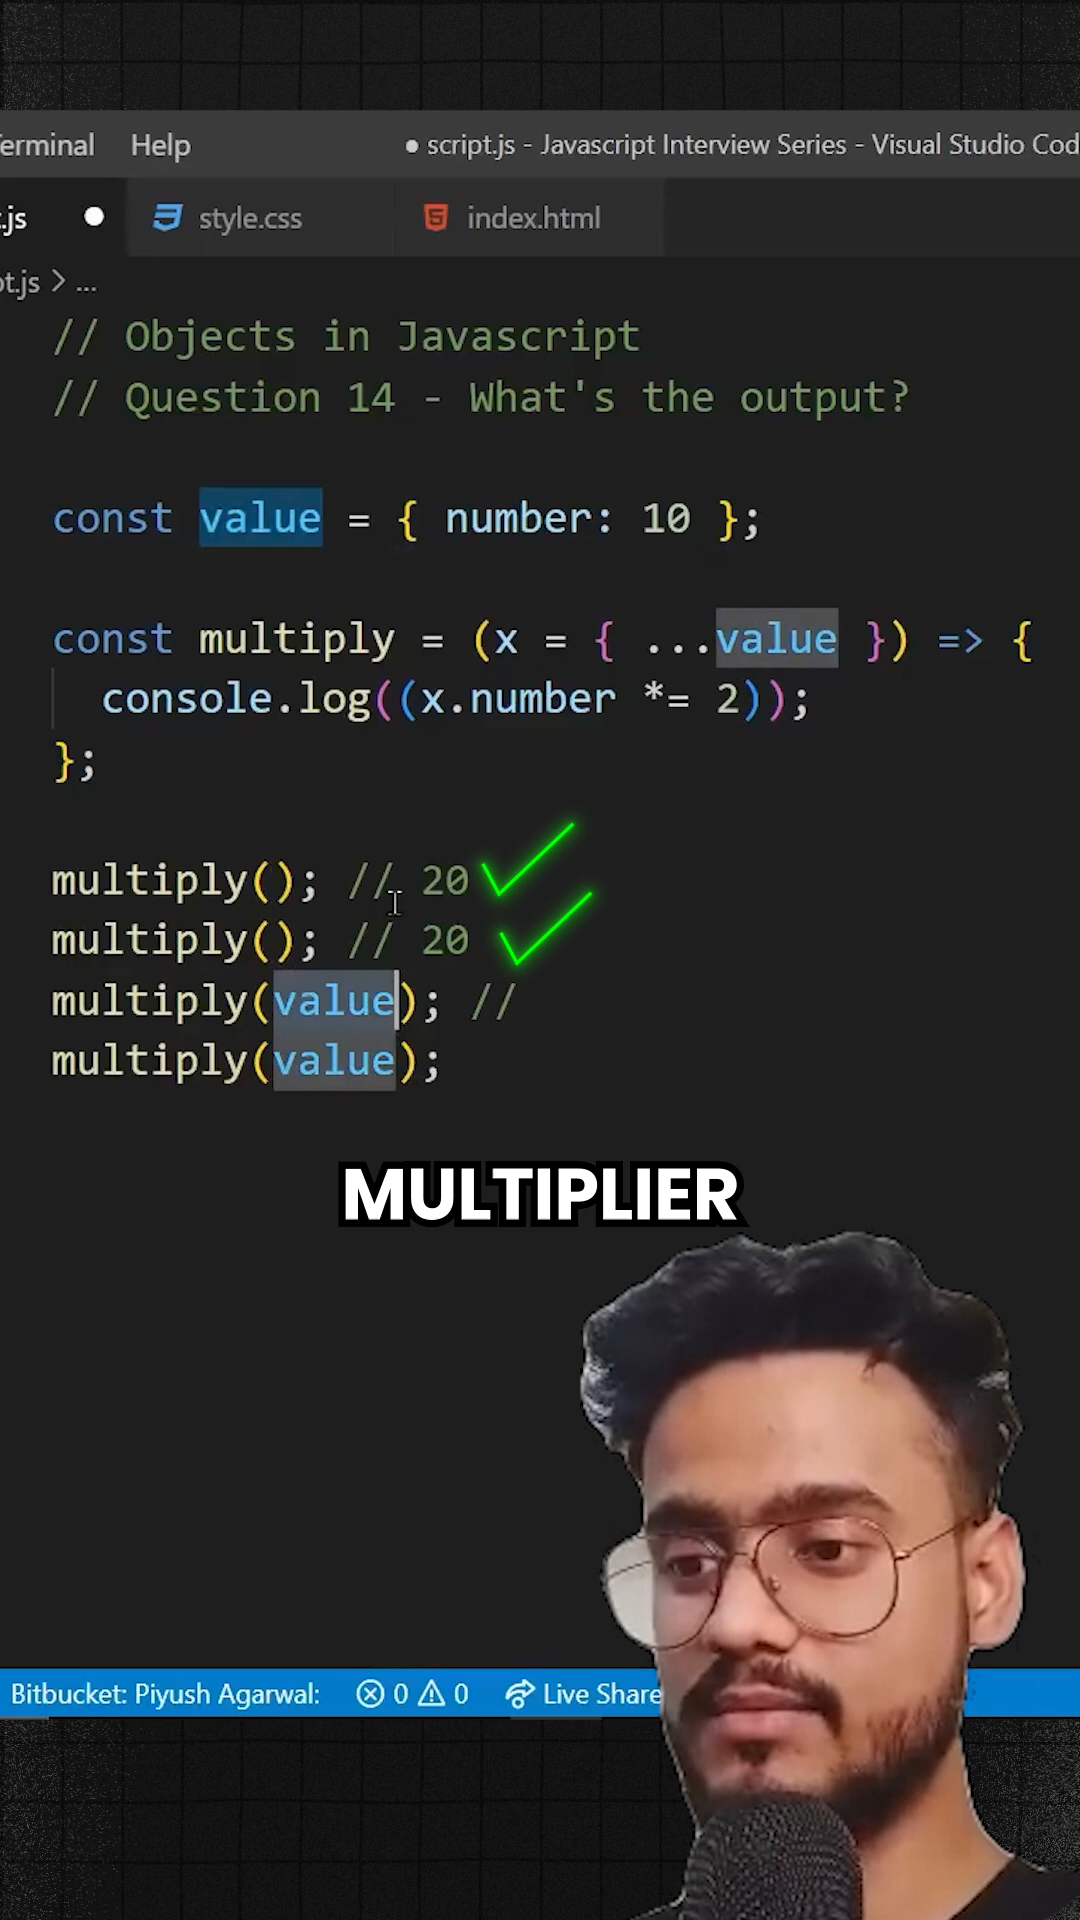 erminal Help ● script.js - Javascript Interview Series - Visual Studio Cod
.js ● style.css index.html
ot.js > ...
// Objects in Javascript
// Question 14 - What's the output?
const value = { number: 10 };
const multiply = (x = { ...value }) => {
console.log((x.number *= 2));
};
multiply(); // 20
multiply(); // 20
multiply(value); //
multiply(value);
MULTIPLIER
Bitbucket: Piyush Agarwal: 0 0 Live Share